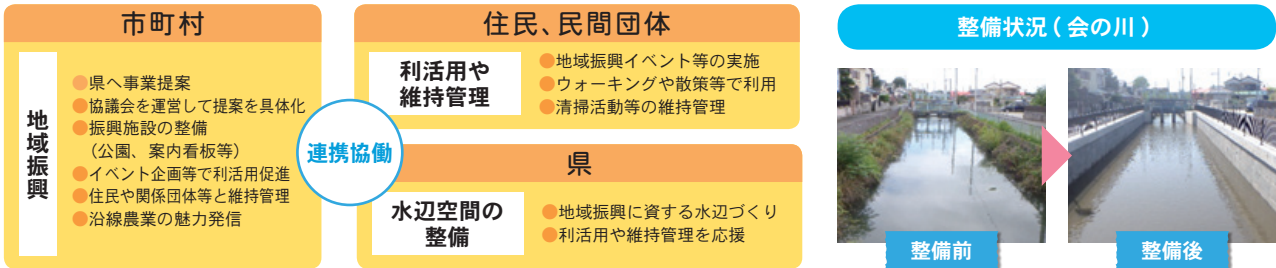 市町村
地域振興
●県へ事業提案
●協議会を運営して提案を具体化
●振興施設の整備
（公園、案内看板等）
●イベント企画等で利活用促進
●住民や関係団体等と維持管理
●沿線農業の魅力発信
連携協働
住民、民間団体
利活用や
維持管理
●地域振興イベント等の実施
●ウォーキングや散策等で利用
●清掃活動等の維持管理
県
水辺空間の
整備
●地域振興に資する水辺づくり
●利活用や維持管理を応援
整備状況（会の川）
整備前
整備後